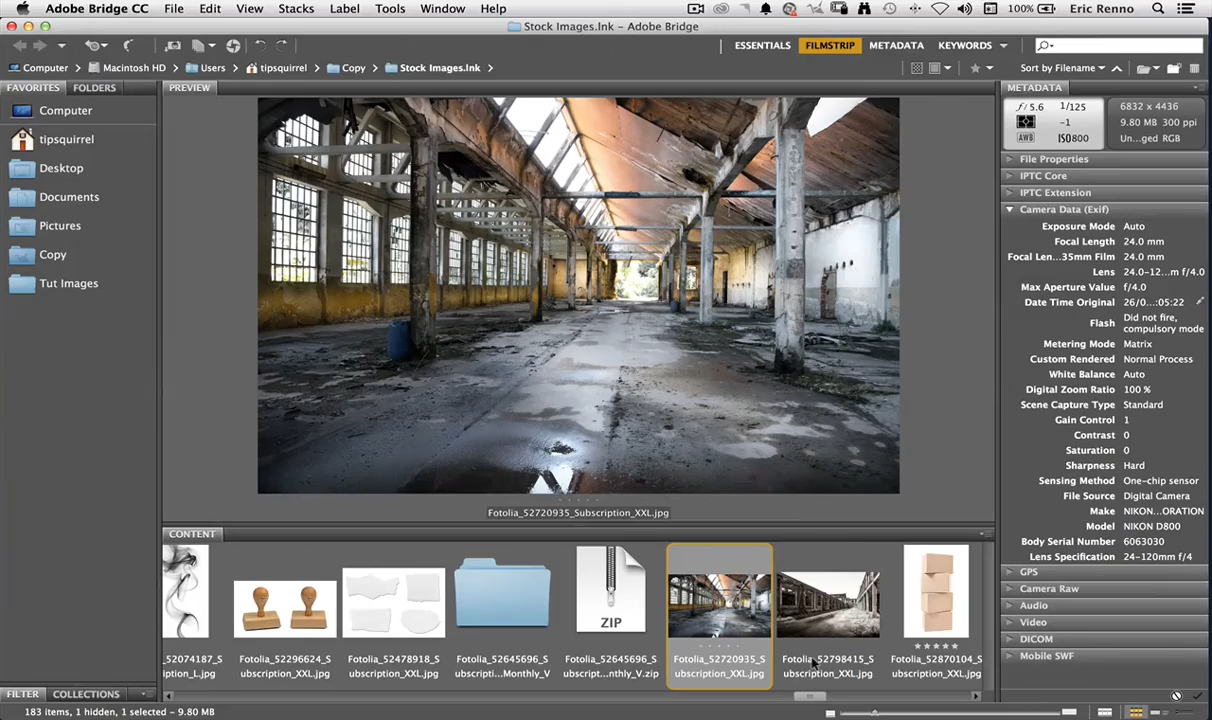 Adobe Bridge CC File Edit View Stacks Label Tools Window Help 100% Eric Renno
Stock Images.lnk - Adobe Bridge
ESSENTIALS FILMSTRIP METADATA KEYWORDS
Computer Macintosh HD Users tipsquirrel Copy Stock Images.lnk Sort by Filename
FAVORITES FOLDERS
Computer
tipsquirrel
Desktop
Documents
Pictures
Copy
Tut Images
FILTER COLLECTIONS
183 items, 1 hidden, 1 selected - 9.80 MB
PREVIEW
Fotolia_52720935_Subscription_XXL.jpg
CONTENT
ZIP
_52074187_S
ription_L.jpg
Fotolia_52296624_S
ubscription_XXL.jpg
Fotolia_52478918_S
ubscription_XXL.jpg
Fotolia_52645696_S
ubscripti...Monthly_V
Fotolia_52645696_S
ubscript...nthly_V.zip
Fotolia_52720935_S
ubscription_XXL.jpg
Fotolia_52798415_S
ubscription_XXL.jpg
Fotolia_52870104_S
ubscription_XXL.jpg
METADATA
f/5.6 1/125
-1
AWB ISO800
6832 x 4436
9.80 MB 300 ppi
Un...ged RGB
File Properties
IPTC Core
IPTC Extension
Camera Data (Exif)
Exposure Mode Auto
Focal Length 24.0 mm
Focal Len...35mm Film 24.0 mm
Lens 24.0-12...m f/4.0
Max Aperture Value f/4.0
Date Time Original 26/0...:05:22
Flash Did not fire,
compulsory mode
Metering Mode Matrix
Custom Rendered Normal Process
White Balance Auto
Digital Zoom Ratio 100 %
Scene Capture Type Standard
Gain Control 1
Contrast 0
Saturation 0
Sharpness Hard
Sensing Method One-chip sensor
File Source Digital Camera
Make NIKON...ORATION
Model NIKON D800
Body Serial Number 6063030
Lens Specification 24-120mm f/4
GPS
Camera Raw
Audio
Video
DICOM
Mobile SWF